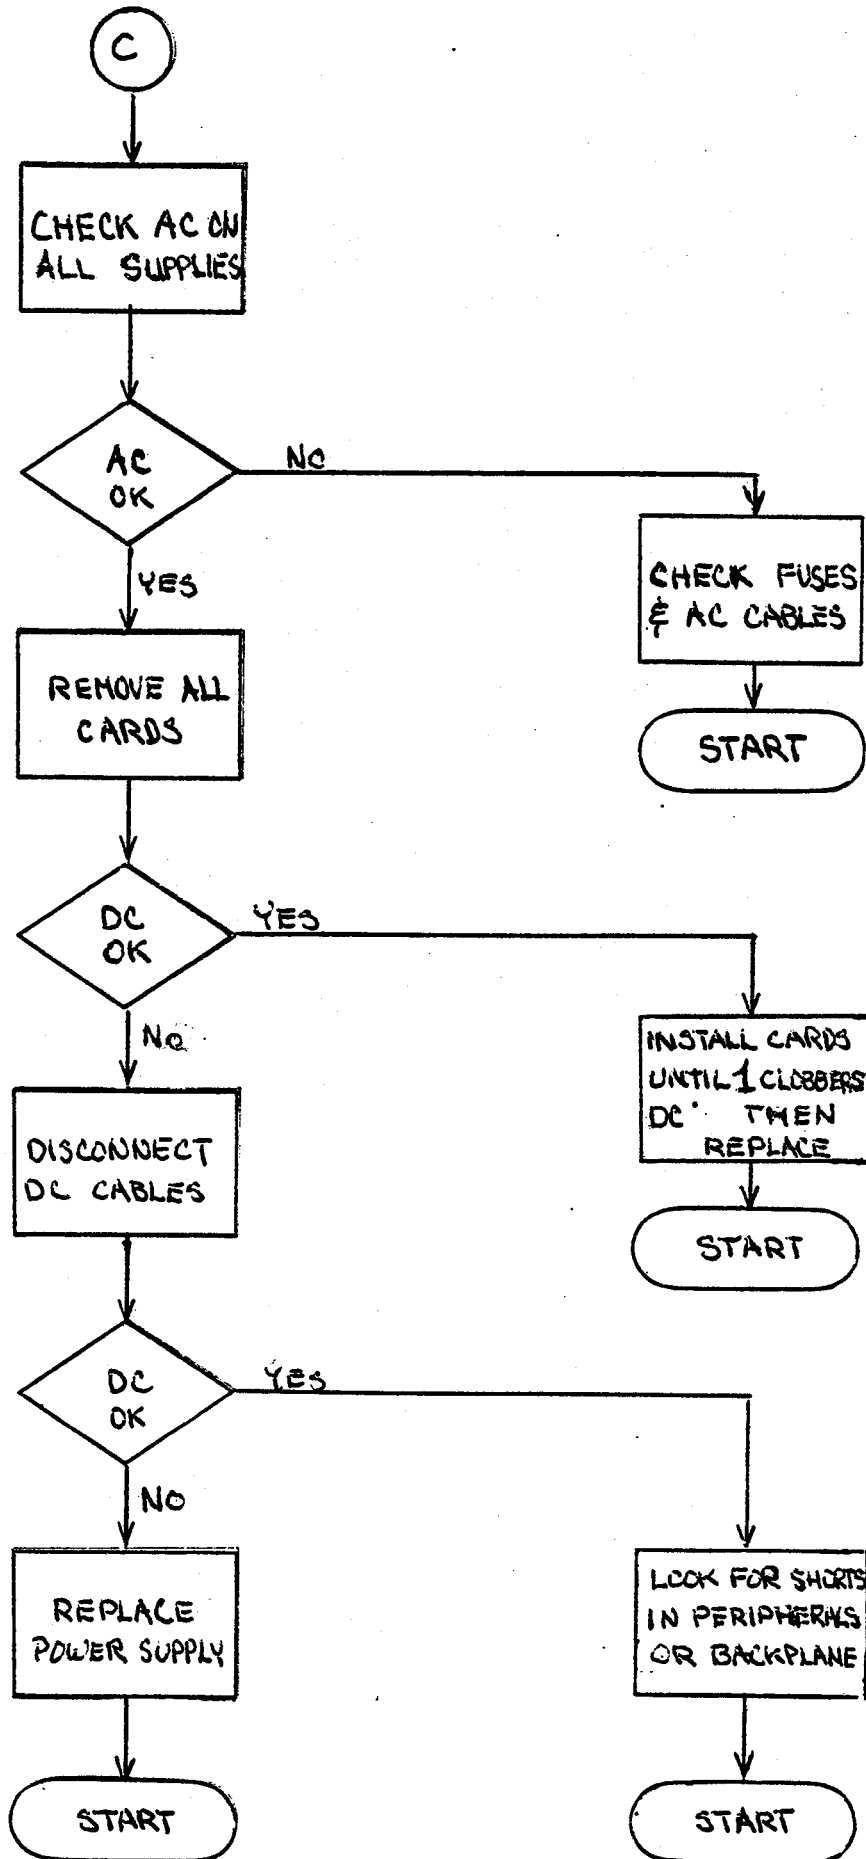 C
CHECK AC ON
ALL SUPPLIES
AC
OK
NO
YES
CHECK FUSES
& AC CABLES
START
REMOVE ALL
CARDS
DC
OK
YES
NO
INSTALL CARDS
UNTIL 1 CLOBBERS
DC THEN
REPLACE
START
DISCONNECT
DC CABLES
DC
OK
YES
NO
REPLACE
POWER SUPPLY
START
LOOK FOR SHORTS
IN PERIPHERALS
OR BACKPLANE
START